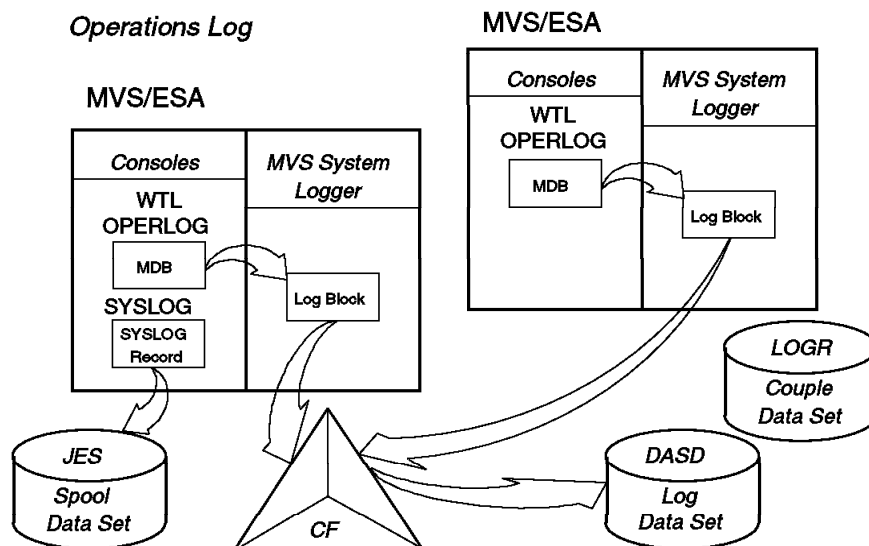 Operations Log
MVS/ESA
Consoles
MVS System
Logger
WTL
OPERLOG
MDB
Log Block
MVS/ESA
Consoles
MVS System
Logger
WTL
OPERLOG
MDB
Log Block
SYSLOG
SYSLOG
Record
LOGR
Couple
Data Set
JES
Spool
Data Set
CF
DASD
Log
Data Set